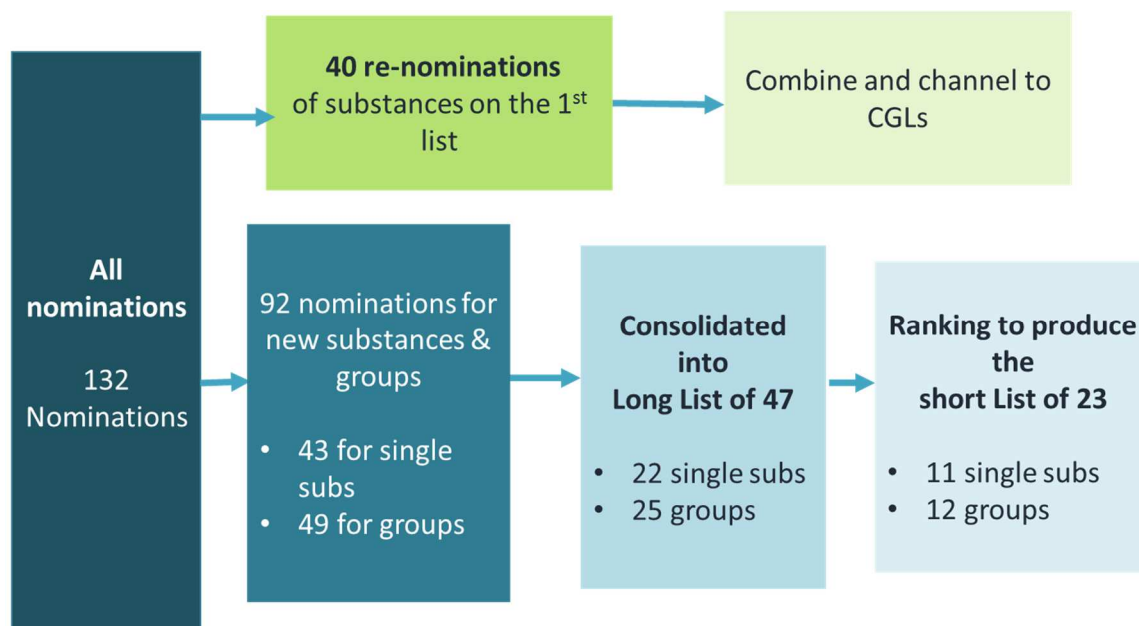 All
nominations
132
Nominations
40 re-nominations
of substances on the 1st
list
Combine and channel to
CGLs
92 nominations for
new substances &
groups
• 43 for single
subs
• 49 for groups
Consolidated
into
Long List of 47
• 22 single subs
• 25 groups
Ranking to produce
the
short List of 23
• 11 single subs
• 12 groups